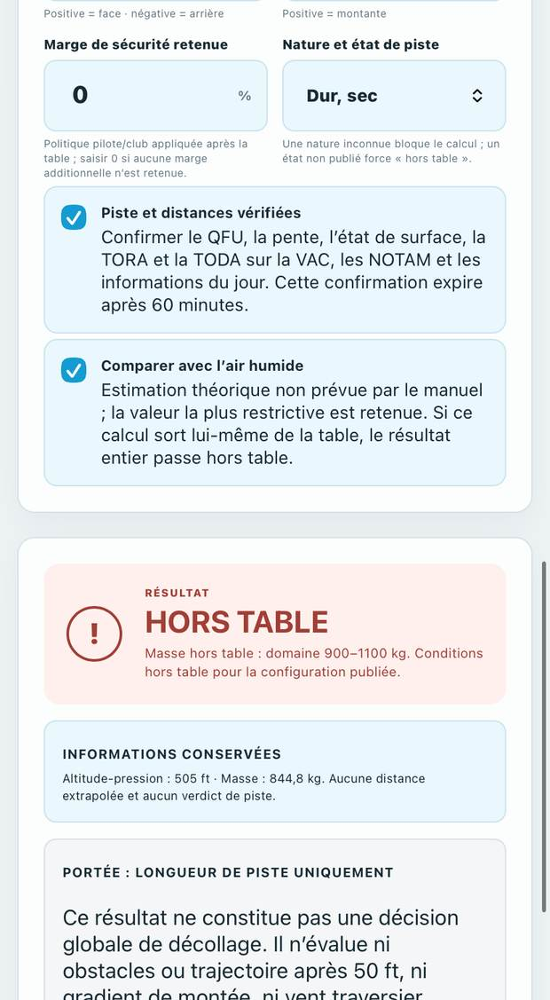 Positive = face · négative = arrière
Positive = montante
Marge de sécurité retenue
Nature et état de piste
0 %
Dur, sec
Politique pilote/club appliquée après la
table ; saisir 0 si aucune marge
additionnelle n’est retenue.
Une nature inconnue bloque le calcul ; un
état non publié force « hors table ».
Piste et distances vérifiées
Confirmer le QFU, la pente, l’état de surface, la
TORA et la TODA sur la VAC, les NOTAM et les
informations du jour. Cette confirmation expire
après 60 minutes.
Comparer avec l’air humide
Estimation théorique non prévue par le manuel
; la valeur la plus restrictive est retenue. Si ce
calcul sort lui-même de la table, le résultat
entier passe hors table.
RÉSULTAT
!
HORS TABLE
Masse hors table : domaine 900–1100 kg. Conditions
hors table pour la configuration publiée.
INFORMATIONS CONSERVÉES
Altitude-pression : 505 ft · Masse : 844,8 kg. Aucune distance
extrapolée et aucun verdict de piste.
PORTÉE : LONGUEUR DE PISTE UNIQUEMENT
Ce résultat ne constitue pas une décision
globale de décollage. Il n’évalue ni
obstacles ou trajectoire après 50 ft, ni
gradient de montée, ni vent traversier